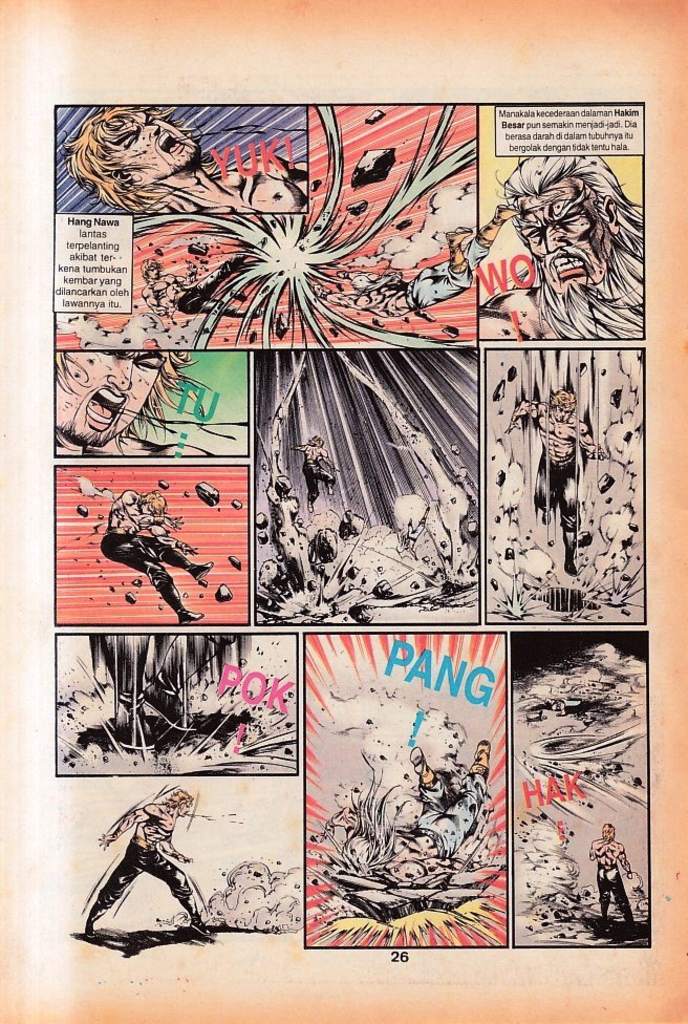 YUK!
Hang Nawa
lantas
terpelanting
akibat ter-
kena tumbukan
kembar yang
dilancarkan oleh
lawannya itu.
Manakala kecederaan dalaman Hakim
Besar pun semakin menjadi-jadi. Dia
berasa darah di dalam tubuhnya itu
bergolak dengan tidak tentu hala.
WO!
TU!
POK!
PANG!
HAK!
26